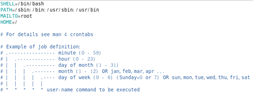 SHELL=/bin/bash
PATH=/sbin:/bin:/usr/sbin:/usr/bin
MAILTO=root
HOME=/
# For details see man 4 crontabs
# Example of job definition:
# .---------------- minute (0 - 59)
# | .------------- hour (0 - 23)
# | | .---------- day of month (1 - 31)
# | | | .------- month (1 - 12) OR jan,feb,mar,apr ...
# | | | | .---- day of week (0 - 6) (Sunday=0 or 7) OR sun,mon,tue,wed,thu,fri,sat
# | | | | |
# * * * * * user-name command to be executed